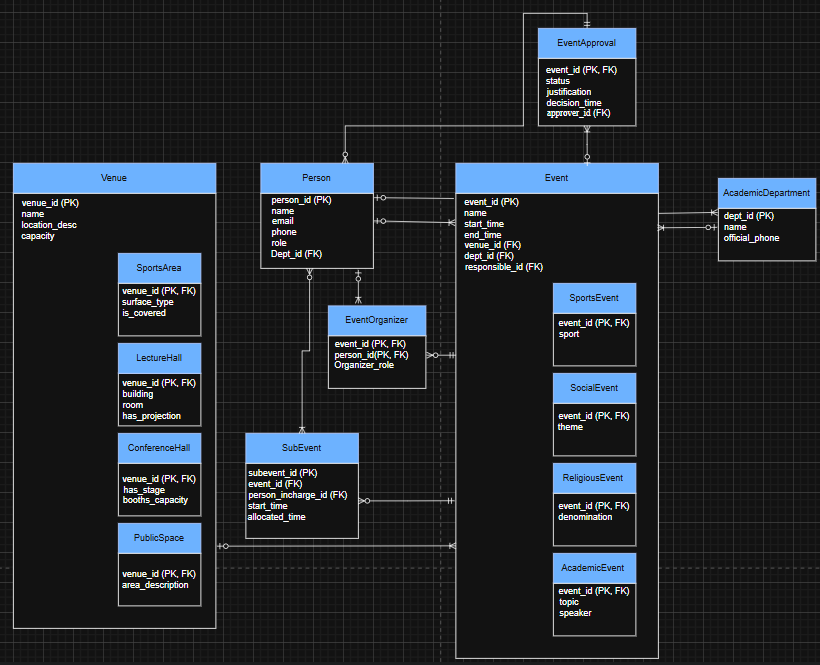 EventApproval
event_id (PK, FK)
status
justification
decision_time
approver_id (FK)
Venue
venue_id (PK)
name
location_desc
capacity
SportsArea
venue_id (PK, FK)
surface_type
is_covered
LectureHall
venue_id (PK, FK)
building
room
has_projection
ConferenceHall
venue_id (PK, FK)
has_stage
booths_capacity
PublicSpace
venue_id (PK, FK)
area_description
Person
person_id (PK)
name
email
phone
role
Dept_id (FK)
EventOrganizer
event_id (PK, FK)
person_id(PK, FK)
Organizer_role
SubEvent
subevent_id (PK)
event_id (FK)
person_incharge_id (FK)
start_time
allocated_time
Event
event_id (PK)
name
start_time
end_time
venue_id (FK)
dept_id (FK)
responsible_id (FK)
SportsEvent
event_id (PK, FK)
sport
SocialEvent
event_id (PK, FK)
theme
ReligiousEvent
event_id (PK, FK)
denomination
AcademicEvent
event_id (PK, FK)
topic
speaker
AcademicDepartment
dept_id (PK)
name
official_phone